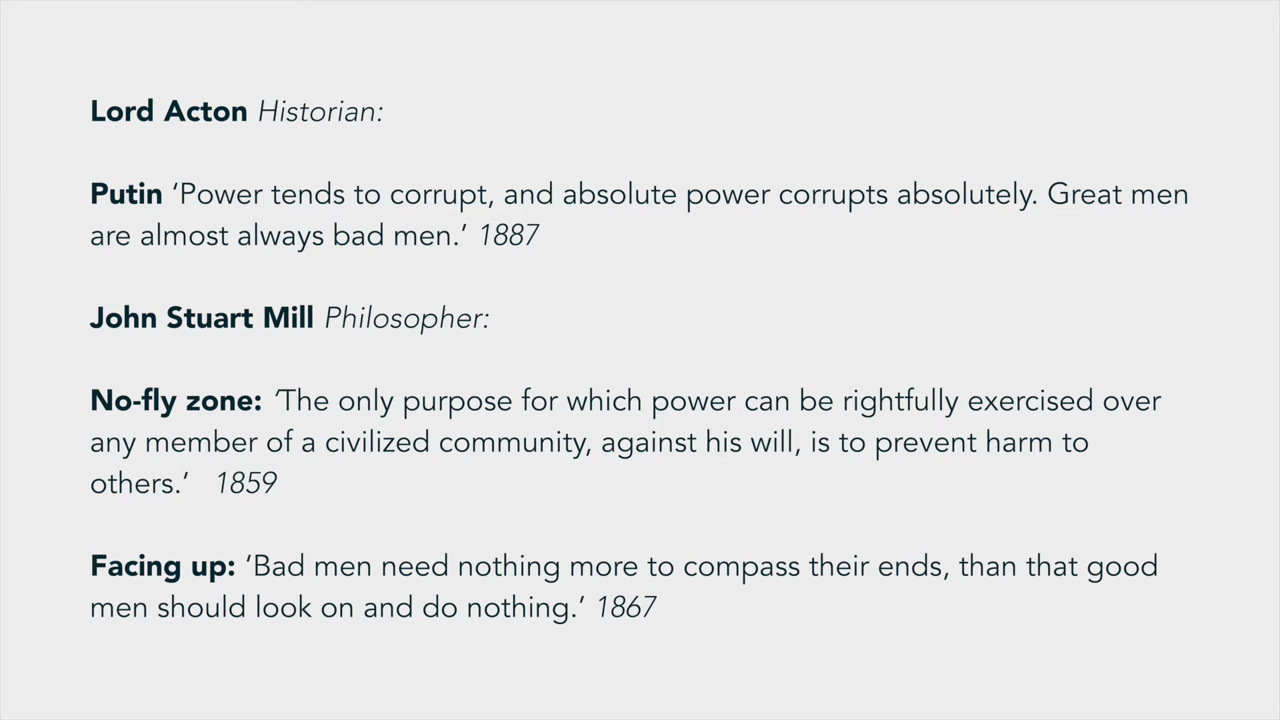 Lord Acton Historian:
Putin ‘Power tends to corrupt, and absolute power corrupts absolutely. Great men
are almost always bad men.’ 1887
John Stuart Mill Philosopher:
No-fly zone: ‘The only purpose for which power can be rightfully exercised over
any member of a civilized community, against his will, is to prevent harm to
others.’ 1859
Facing up: ‘Bad men need nothing more to compass their ends, than that good
men should look on and do nothing.’ 1867